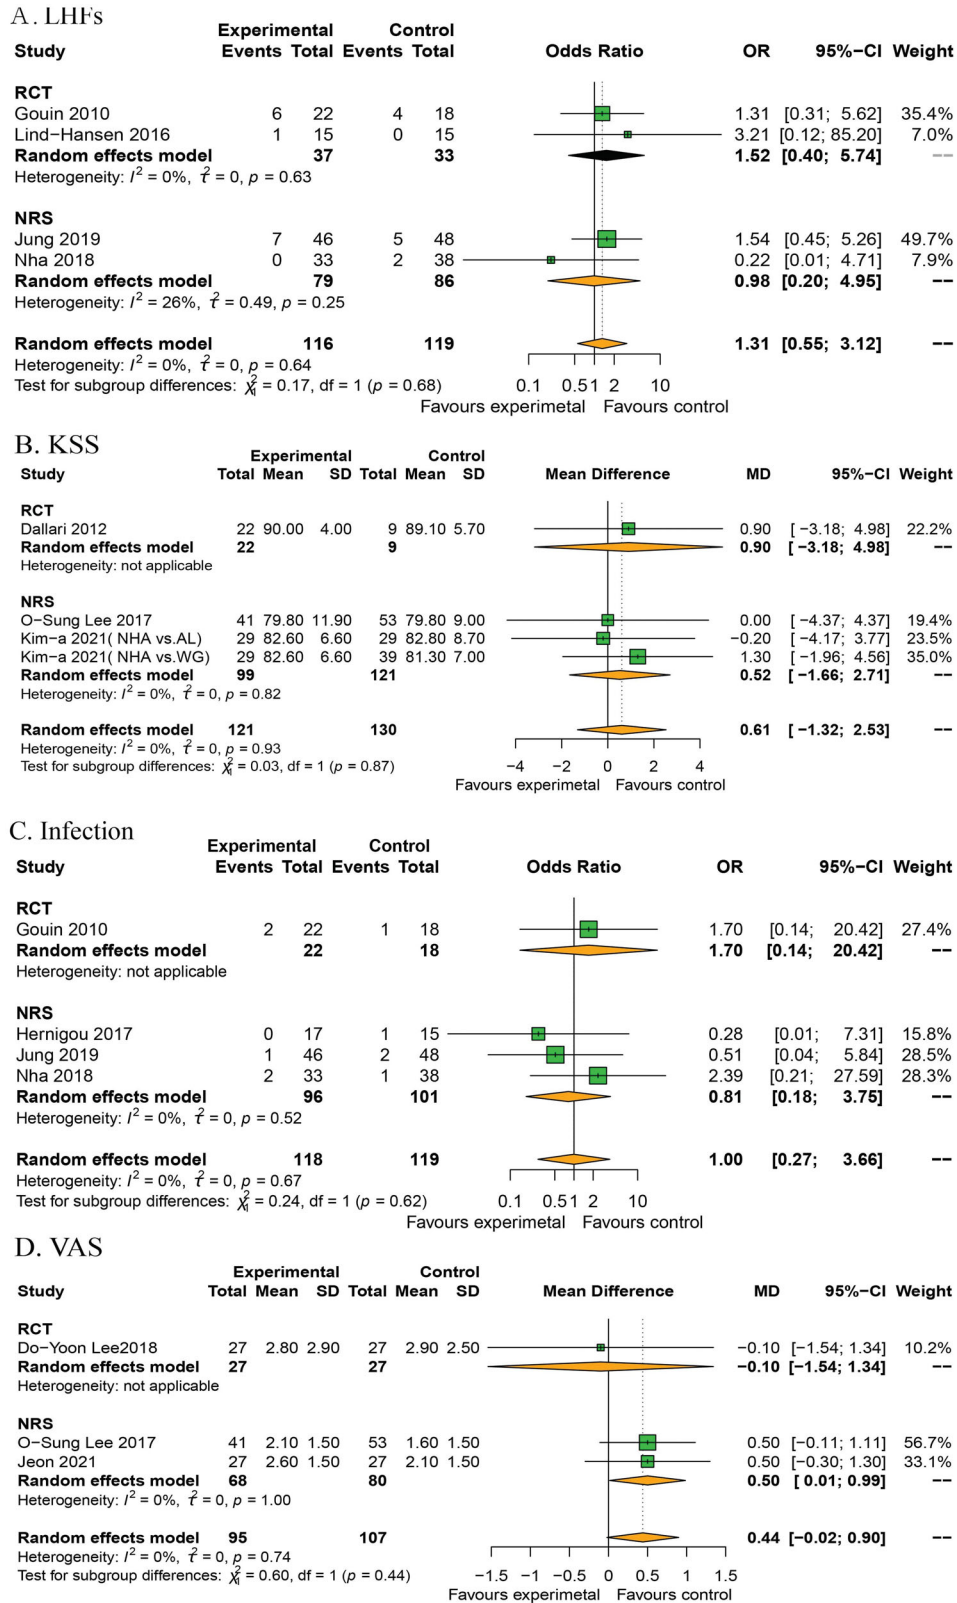 A. LHFs
Experimental Control
Study Events Total Events Total Odds Ratio OR 95%−CI Weight
RCT
Gouin 2010 6 22 4 18 1.31 [0.31; 5.62] 35.4%
Lind−Hansen 2016 1 15 0 15 3.21 [0.12; 85.20] 7.0%
Random effects model 37 33 1.52 [0.40; 5.74] −−
Heterogeneity: I² = 0%, τ² = 0, p = 0.63
NRS
Jung 2019 7 46 5 48 1.54 [0.45; 5.26] 49.7%
Nha 2018 0 33 2 38 0.22 [0.01; 4.71] 7.9%
Random effects model 79 86 0.98 [0.20; 4.95] −−
Heterogeneity: I² = 26%, τ² = 0.49, p = 0.25
Random effects model 116 119 1.31 [0.55; 3.12] −−
Heterogeneity: I² = 0%, τ² = 0, p = 0.64
Test for subgroup differences: χ²₁ = 0.17, df = 1 (p = 0.68)
0.1 0.5 1 2 10
Favours experimetal Favours control
B. KSS
Experimental Control
Study Total Mean SD Total Mean SD Mean Difference MD 95%−CI Weight
RCT
Dallari 2012 22 90.00 4.00 9 89.10 5.70 0.90 [ −3.18; 4.98] 22.2%
Random effects model 22 9 0.90 [ −3.18; 4.98] −−
Heterogeneity: not applicable
NRS
O−Sung Lee 2017 41 79.80 11.90 53 79.80 9.00 0.00 [ −4.37; 4.37] 19.4%
Kim−a 2021( NHA vs.AL) 29 82.60 6.60 29 82.80 8.70 −0.20 [ −4.17; 3.77] 23.5%
Kim−a 2021( NHA vs.WG) 29 82.60 6.60 39 81.30 7.00 1.30 [ −1.96; 4.56] 35.0%
Random effects model 99 121 0.52 [ −1.66; 2.71] −−
Heterogeneity: I² = 0%, τ² = 0, p = 0.82
Random effects model 121 130 0.61 [ −1.32; 2.53] −−
Heterogeneity: I² = 0%, τ² = 0, p = 0.93
Test for subgroup differences: χ²₁ = 0.03, df = 1 (p = 0.87)
−4 −2 0 2 4
Favours experimental Favours control
C. Infection
Experimental Control
Study Events Total Events Total Odds Ratio OR 95%−CI Weight
RCT
Gouin 2010 2 22 1 18 1.70 [0.14; 20.42] 27.4%
Random effects model 22 18 1.70 [0.14; 20.42] −−
Heterogeneity: not applicable
NRS
Hernigou 2017 0 17 1 15 0.28 [0.01; 7.31] 15.8%
Jung 2019 1 46 2 48 0.51 [0.04; 5.84] 28.5%
Nha 2018 2 33 1 38 2.39 [0.21; 27.59] 28.3%
Random effects model 96 101 0.81 [0.18; 3.75] −−
Heterogeneity: I² = 0%, τ² = 0, p = 0.52
Random effects model 118 119 1.00 [0.27; 3.66] −−
Heterogeneity: I² = 0%, τ² = 0, p = 0.67
Test for subgroup differences: χ²₁ = 0.24, df = 1 (p = 0.62)
0.1 0.5 1 2 10
Favours experimetal Favours control
D. VAS
Experimental Control
Study Total Mean SD Total Mean SD Mean Difference MD 95%−CI Weight
RCT
Do−Yoon Lee2018 27 2.80 2.90 27 2.90 2.50 −0.10 [−1.54; 1.34] 10.2%
Random effects model 27 27 −0.10 [−1.54; 1.34] −−
Heterogeneity: not applicable
NRS
O−Sung Lee 2017 41 2.10 1.50 53 1.60 1.50 0.50 [−0.11; 1.11] 56.7%
Jeon 2021 27 2.60 1.50 27 2.10 1.50 0.50 [−0.30; 1.30] 33.1%
Random effects model 68 80 0.50 [ 0.01; 0.99] −−
Heterogeneity: I² = 0%, τ² = 0, p = 1.00
Random effects model 95 107 0.44 [−0.02; 0.90] −−
Heterogeneity: I² = 0%, τ² = 0, p = 0.74
Test for subgroup differences: χ²₁ = 0.60, df = 1 (p = 0.44)
−1.5 −1 −0.5 0 0.5 1 1.5
Favours experimetal Favours control